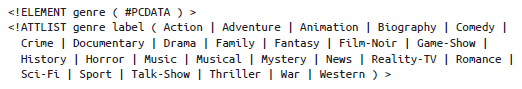 <!ELEMENT genre ( #PCDATA ) >
<!ATTLIST genre label ( Action | Adventure | Animation | Biography | Comedy |
Crime | Documentary | Drama | Family | Fantasy | Film-Noir | Game-Show |
History | Horror | Music | Musical | Mystery | News | Reality-TV | Romance |
Sci-Fi | Sport | Talk-Show | Thriller | War | Western ) >